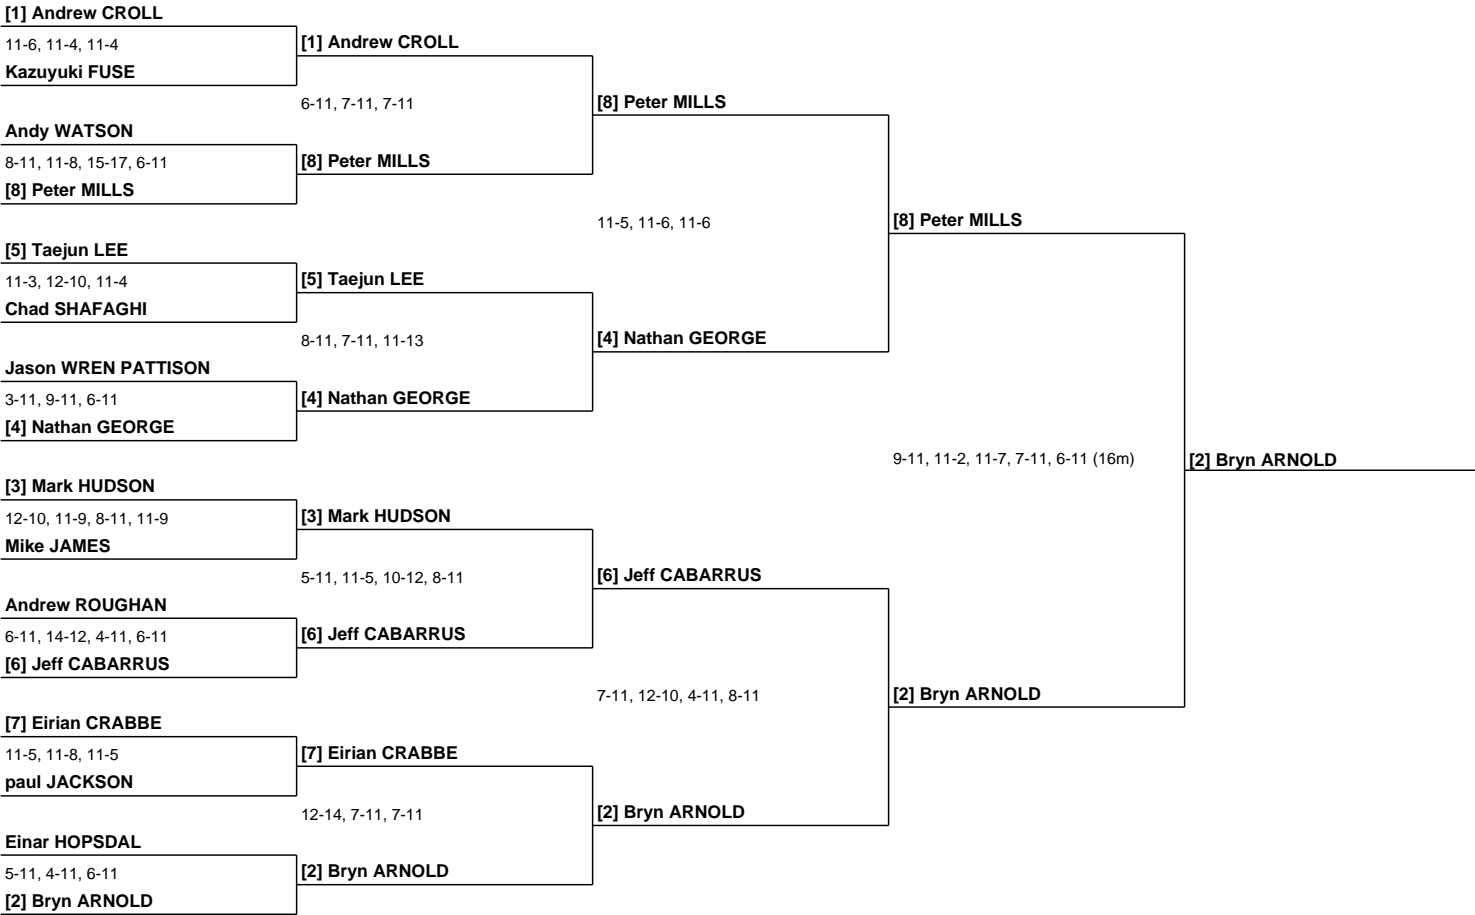 [1] Andrew CROLL
11-6, 11-4, 11-4
Kazuyuki FUSE
Andy WATSON
8-11, 11-8, 15-17, 6-11
[8] Peter MILLS
[5] Taejun LEE
11-3, 12-10, 11-4
Chad SHAFAGHI
Jason WREN PATTISON
3-11, 9-11, 6-11
[4] Nathan GEORGE
[3] Mark HUDSON
12-10, 11-9, 8-11, 11-9
Mike JAMES
Andrew ROUGHAN
6-11, 14-12, 4-11, 6-11
[6] Jeff CABARRUS
[7] Eirian CRABBE
11-5, 11-8, 11-5
paul JACKSON
Einar HOPSDAL
5-11, 4-11, 6-11
[2] Bryn ARNOLD
[1] Andrew CROLL
6-11, 7-11, 7-11
[8] Peter MILLS
[5] Taejun LEE
8-11, 7-11, 11-13
[4] Nathan GEORGE
[3] Mark HUDSON
5-11, 11-5, 10-12, 8-11
[6] Jeff CABARRUS
[7] Eirian CRABBE
12-14, 7-11, 7-11
[2] Bryn ARNOLD
[8] Peter MILLS
11-5, 11-6, 11-6
[4] Nathan GEORGE
[6] Jeff CABARRUS
7-11, 12-10, 4-11, 8-11
[2] Bryn ARNOLD
[8] Peter MILLS
9-11, 11-2, 11-7, 7-11, 6-11 (16m)
[2] Bryn ARNOLD
[2] Bryn ARNOLD